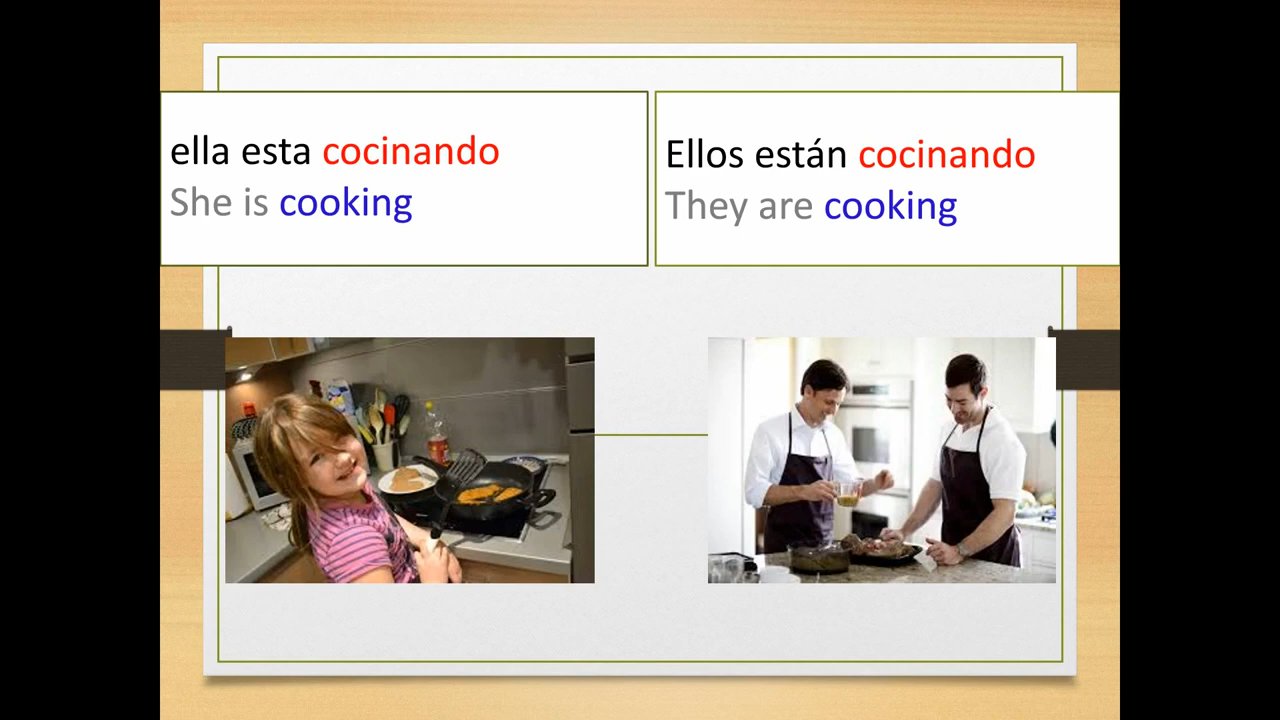 ella esta cocinando
She is cooking
Ellos están cocinando
They are cooking